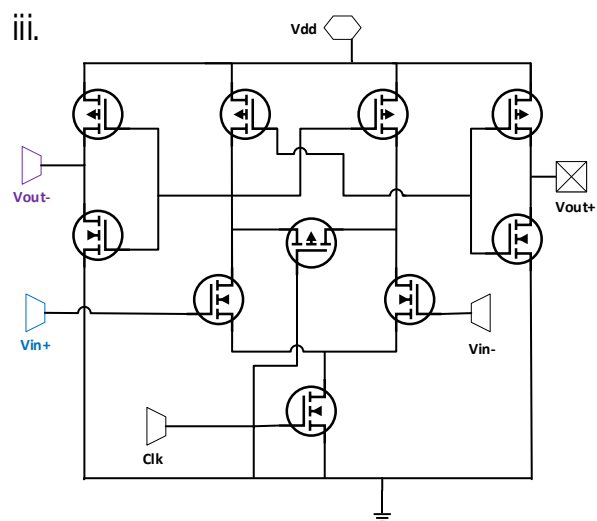 iii.
Vdd
Vout-
Vout+
Vin+
Vin-
Clk